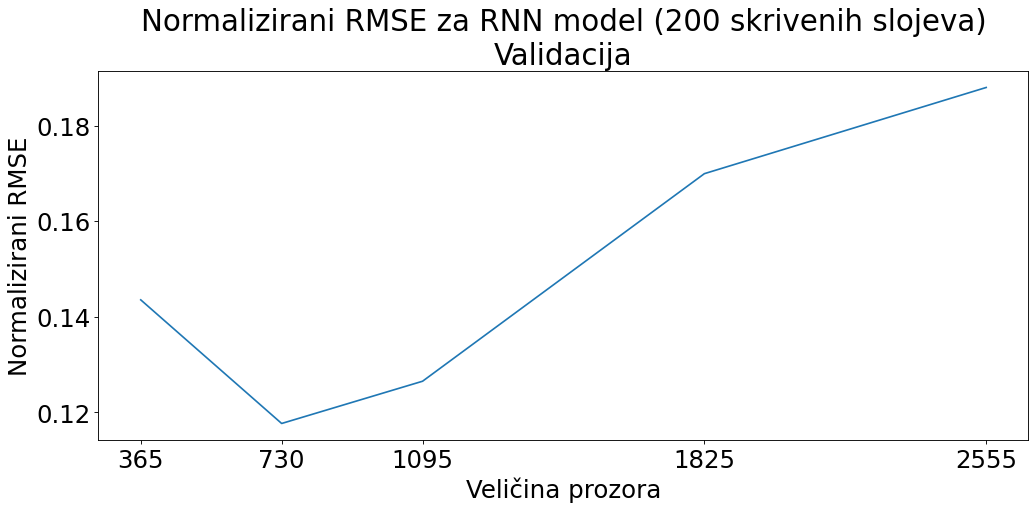 Normalizirani RMSE za RNN model (200 skrivenih slojeva)
Validacija
Normalizirani RMSE
0.18
0.16
0.14
0.12
365 730 1095 1825 2555
Veličina prozora